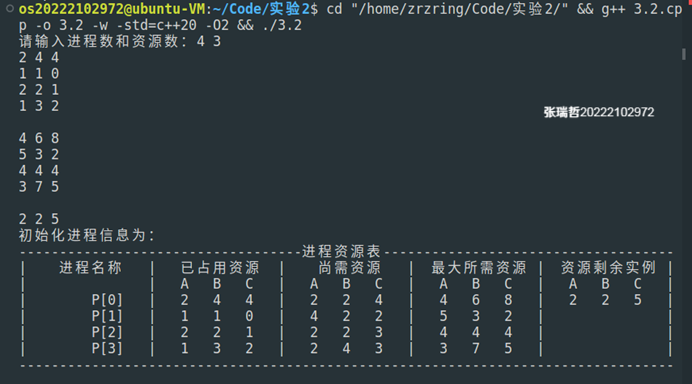 os20222102972@ubuntu-VM:~/Code/实验2$ cd "/home/zrzring/Code/实验2/" && g++ 3.2.cp
p -o 3.2 -w -std=c++20 -O2 && ./3.2
请输入进程数和资源数：4 3
2 4 4
1 1 0
2 2 1
1 3 2
张瑞哲20222102972
4 6 8
5 3 2
4 4 4
3 7 5
2 2 5
初始化进程信息为：
-----------------------------------进程资源表------------------------------------
| 进程名称 | 已占用资源 | 尚需资源 | 最大所需资源 | 资源剩余实例 |
| | A B C | A B C | A B C | A B C |
| P[0] | 2 4 4 | 2 2 4 | 4 6 8 | 2 2 5 |
| P[1] | 1 1 0 | 4 2 2 | 5 3 2 | |
| P[2] | 2 2 1 | 2 2 3 | 4 4 4 | |
| P[3] | 1 3 2 | 2 4 3 | 3 7 5 | |
---------------------------------------------------------------------------------